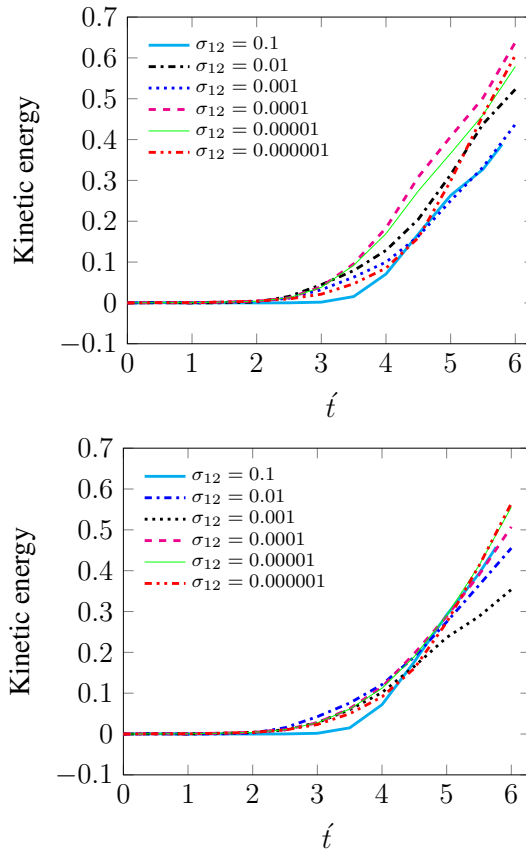 0.7
0.6
0.5
0.4
0.3
0.2
0.1
0
−0.1
Kinetic energy
σ12 = 0.1
σ12 = 0.01
σ12 = 0.001
σ12 = 0.0001
σ12 = 0.00001
σ12 = 0.000001
0 1 2 3 4 5 6
t́
0.7
0.6
0.5
0.4
0.3
0.2
0.1
0
−0.1
Kinetic energy
σ12 = 0.1
σ12 = 0.01
σ12 = 0.001
σ12 = 0.0001
σ12 = 0.00001
σ12 = 0.000001
0 1 2 3 4 5 6
t́